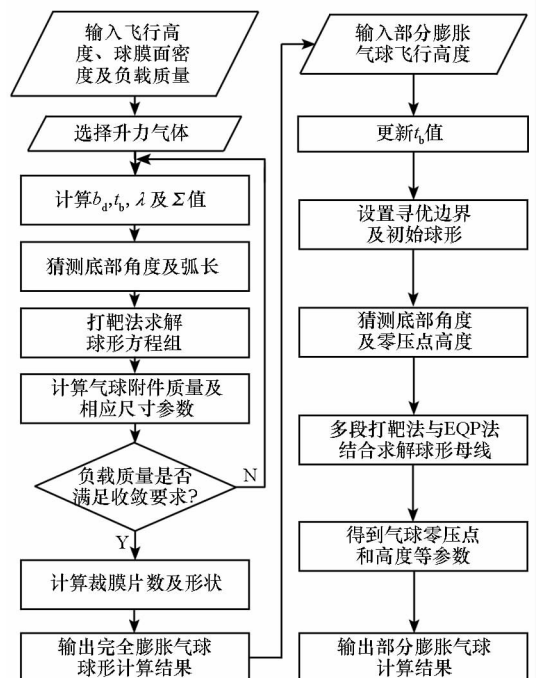 输入飞行高
度、球膜面密
度及负载质量
选择升力气体
计算b_d,t_b, λ及Σ值
猜测底部角度及弧长
打靶法求解
球形方程组
计算气球附件质量及
相应尺寸参数
负载质量是否
满足收敛要求?
N
Y
计算裁膜片数及形状
输出完全膨胀气球
球形计算结果
输入部分膨胀
气球飞行高度
更新t_b值
设置寻优边界
及初始球形
猜测底部角度
及零压点高度
多段打靶法与EQP法
结合求解球形母线
得到气球零压点
和高度等参数
输出部分膨胀气球
计算结果